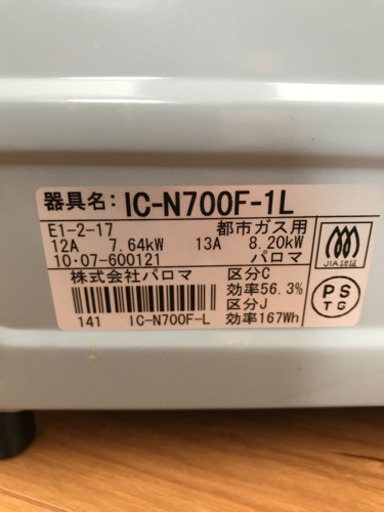 器具名: IC-N700F-1L
E1-2-17 都市ガス用
12A 7.64kW 13A 8.20kW
10・07-600121 パロマ
株式会社パロマ 区分C
効率56.3%
区分J
141 IC-N700F-L 効率167Wh
JIA認証
PS
TG